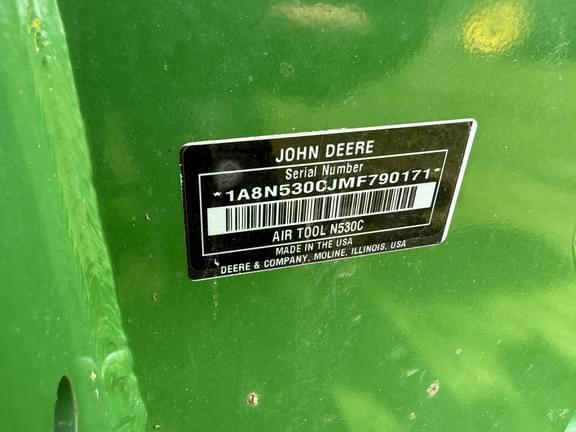 JOHN DEERE
Serial Number
*1A8N530CJMF790171*
AIR TOOL N530C
MADE IN THE USA
DEERE & COMPANY, MOLINE, ILLINOIS, USA